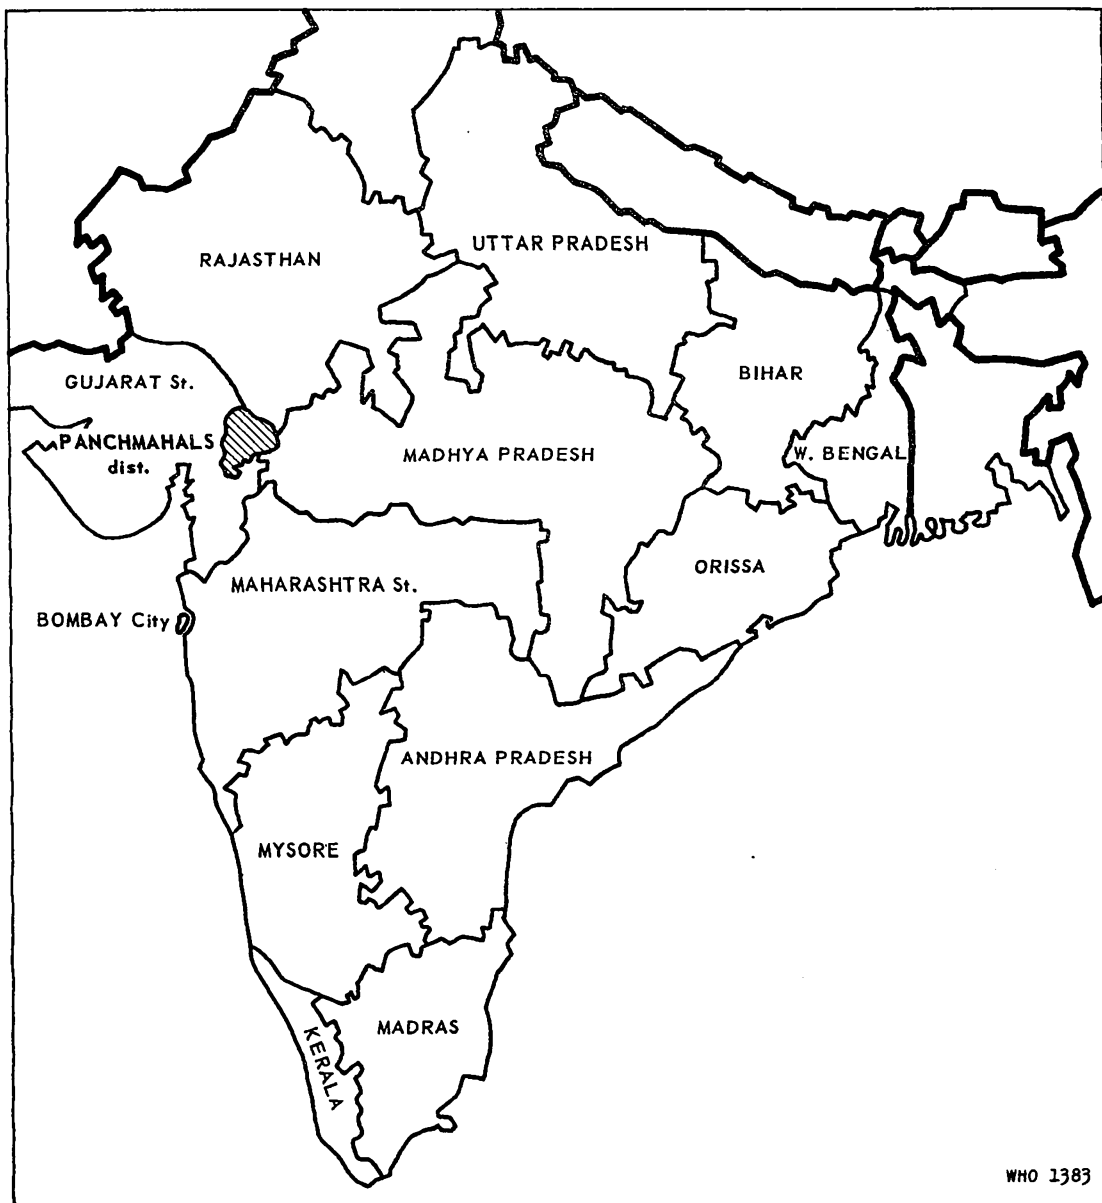 UTTAR PRADESH
RAJASTHAN
BIHAR
GUJARAT St.
PANCHMAHALS
dist.
MADHYA PRADESH
W. BENGAL
ORISSA
MAHARASHTRA St.
BOMBAY City
ANDHRA PRADESH
MYSORE
MADRAS
KERALA
WHO 1383